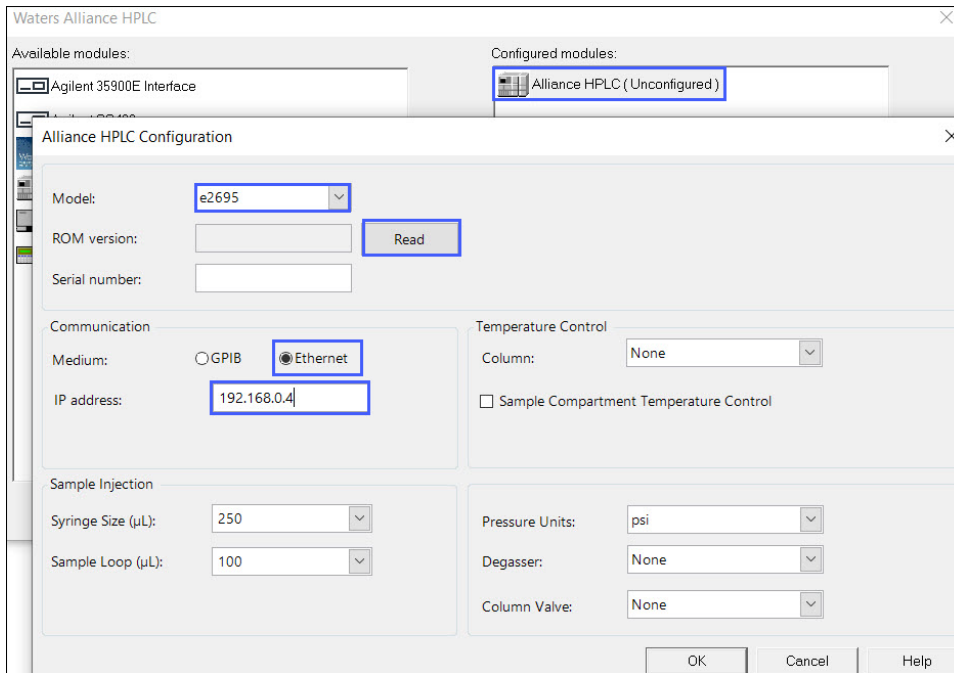 Waters Alliance HPLC
Available modules:
Configured modules:
Agilent 35900E Interface
Alliance HPLC ( Unconfigured )
Alliance HPLC Configuration
Model:
e2695
ROM version:
Read
Serial number:
Communication
Medium:
GPIB
Ethernet
IP address:
192.168.0.4
Temperature Control
Column:
None
Sample Compartment Temperature Control
Sample Injection
Syringe Size (µL):
250
Sample Loop (µL):
100
Pressure Units:
psi
Degasser:
None
Column Valve:
None
OK
Cancel
Help